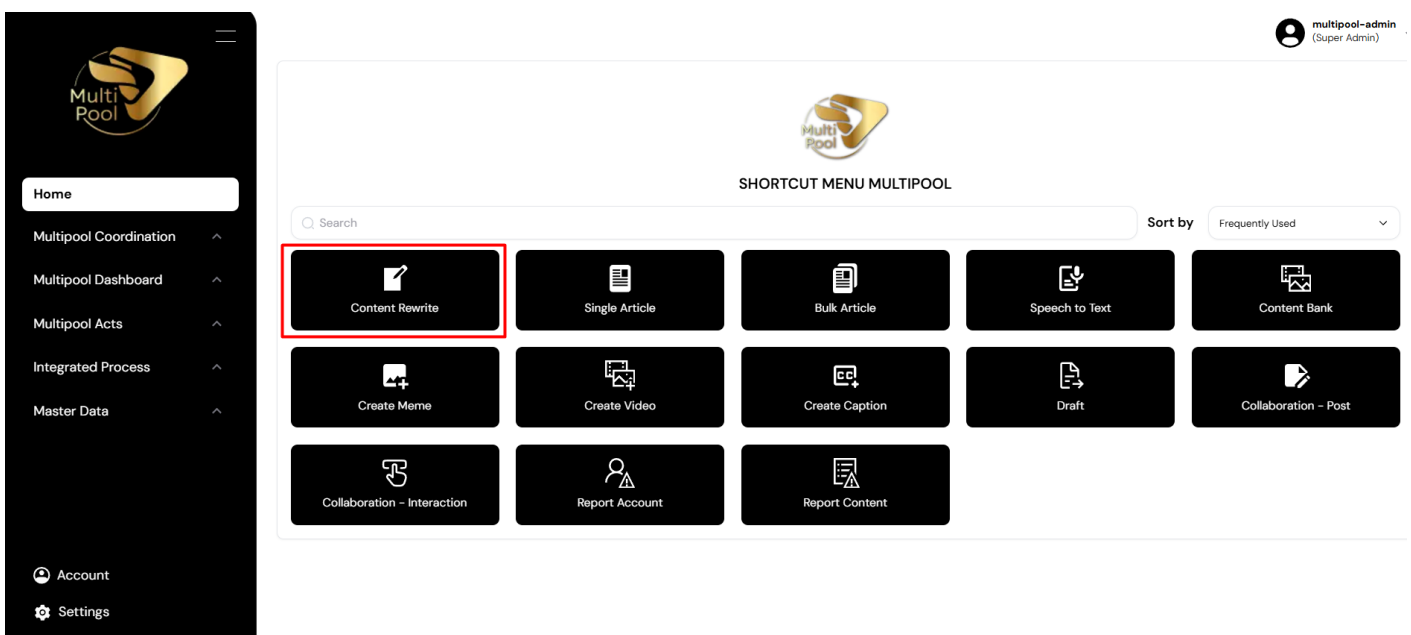 multipool-admin
(Super Admin)
Multi
Pool
Home
Multipool Coordination
Multipool Dashboard
Multipool Acts
Integrated Process
Master Data
Account
Settings
Multi
Pool
SHORTCUT MENU MULTIPOOL
Search
Sort by
Frequently Used
Content Rewrite
Single Article
Bulk Article
Speech to Text
Content Bank
Create Meme
Create Video
CC
Create Caption
Draft
Collaboration - Post
Collaboration - Interaction
Report Account
Report Content